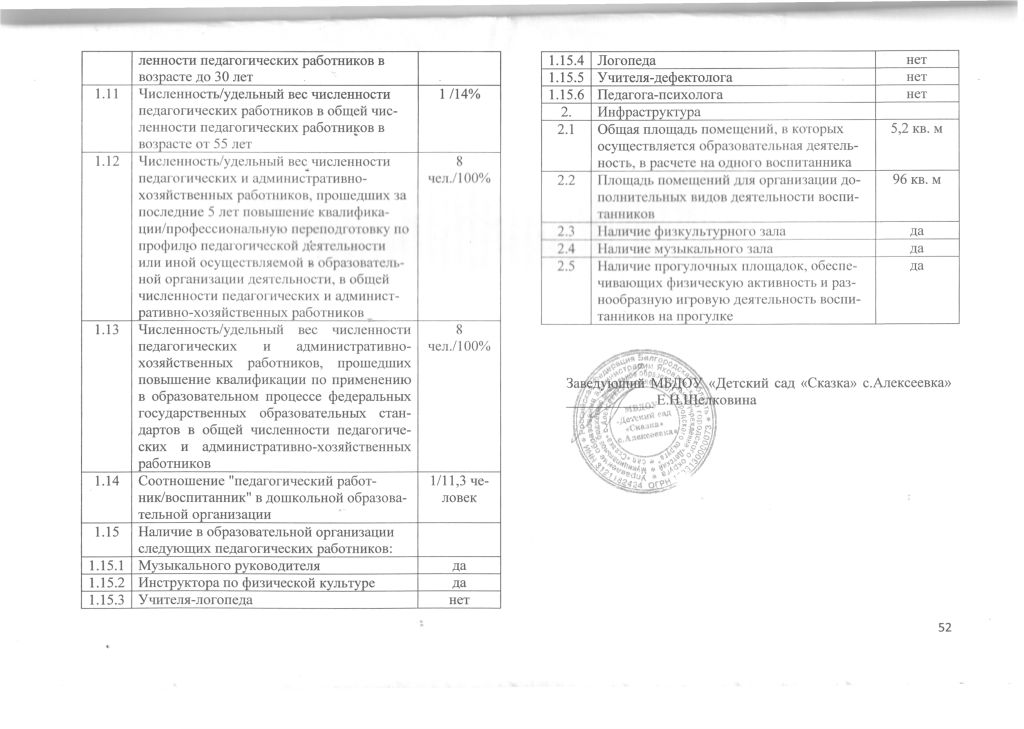 ленности педагогических работников в
возрасте до 30 лет
1.11 Численность/удельный вес численности 1 /14%
педагогических работников в общей чис-
ленности педагогических работников в
возрасте от 55 лет
1.12 Численность/удельный вес численности 8
педагогических и административно- чел./100%
хозяйственных работников, прошедших за
последние 5 лет повышение квалифика-
ции/профессиональную переподготовку по
профилю педагогической деятельности
или иной осуществляемой в образователь-
ной организации деятельности, в общей
численности педагогических и админист-
ративно-хозяйственных работников
1.13 Численность/удельный вес численности 8
педагогических и административно- чел./100%
хозяйственных работников, прошедших
повышение квалификации по применению
в образовательном процессе федеральных
государственных образовательных стан-
дартов в общей численности педагогиче-
ских и административно-хозяйственных
работников
1.14 Соотношение "педагогический работ- 1/11,3 че-
ник/воспитанник" в дошкольной образова- ловек
тельной организации
1.15 Наличие в образовательной организации
следующих педагогических работников:
1.15.1 Музыкального руководителя да
1.15.2 Инструктора по физической культуре да
1.15.3 Учителя-логопеда нет
1.15.4 Логопеда нет
1.15.5 Учителя-дефектолога нет
1.15.6 Педагога-психолога нет
2. Инфраструктура
2.1 Общая площадь помещений, в которых 5,2 кв. м
осуществляется образовательная деятель-
ность, в расчете на одного воспитанника
2.2 Площадь помещений для организации до- 96 кв. м
полнительных видов деятельности воспи-
танников
2.3 Наличие физкультурного зала да
2.4 Наличие музыкального зала да
2.5 Наличие прогулочных площадок, обеспе- да
чивающих физическую активность и раз-
нообразную игровую деятельность воспи-
танников на прогулке
Заведующий МБДОУ «Детский сад «Сказка» с.Алексеевка»
Е.Н.Шелковина
МБДОУ
«Детский сад
«Сказка»
с.Алексеевка»
52